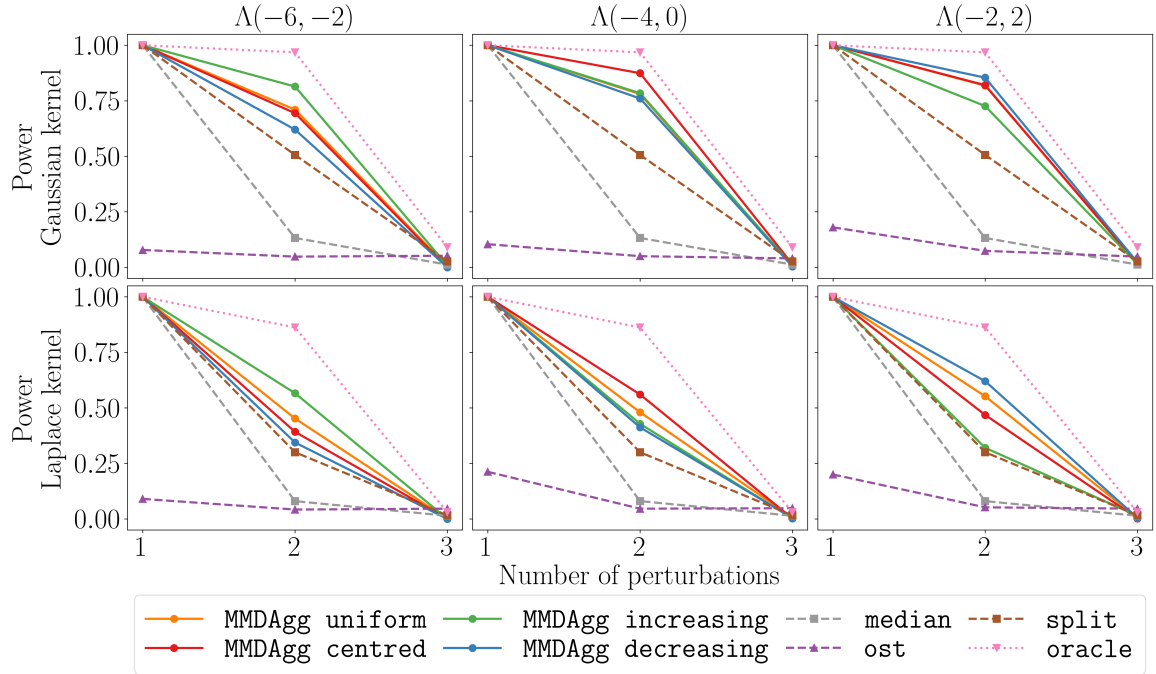 Λ(−6, −2) Λ(−4, 0) Λ(−2, 2)
Power
Gaussian kernel
1.00
0.75
0.50
0.25
0.00
Power
Laplace kernel
1.00
0.75
0.50
0.25
0.00
1 2 3 1 2 3 1 2 3
Number of perturbations
MMDAgg uniform MMDAgg increasing median split
MMDAgg centred MMDAgg decreasing ost oracle